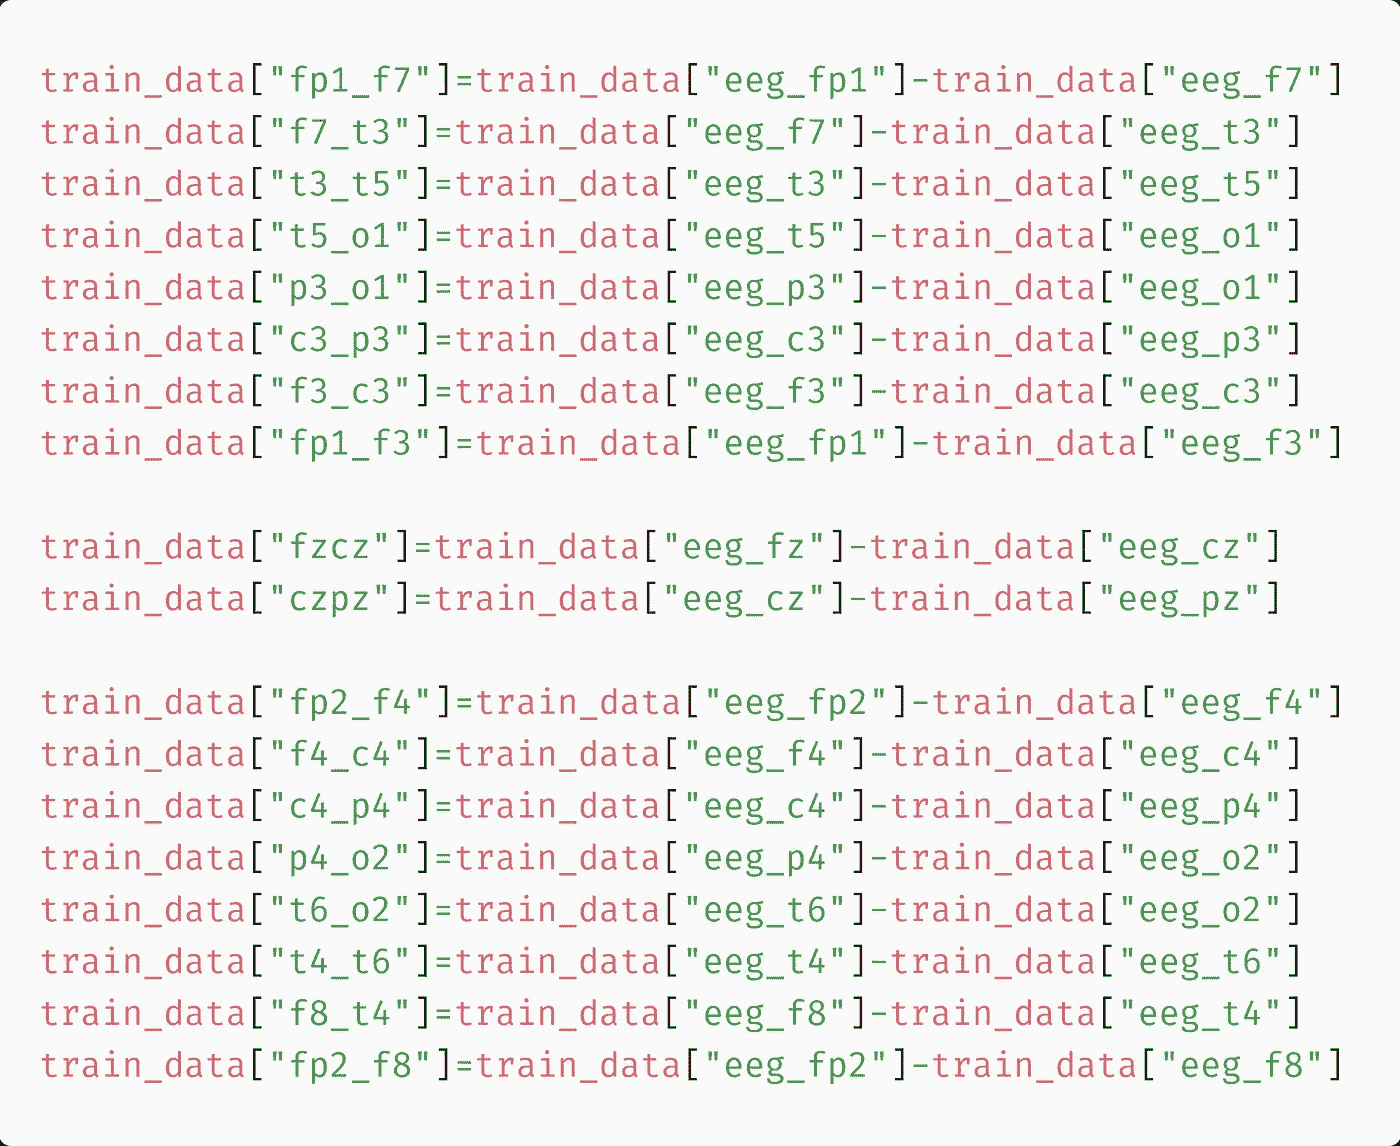 train_data["fp1_f7"]=train_data["eeg_fp1"]-train_data["eeg_f7"]
train_data["f7_t3"]=train_data["eeg_f7"]-train_data["eeg_t3"]
train_data["t3_t5"]=train_data["eeg_t3"]-train_data["eeg_t5"]
train_data["t5_o1"]=train_data["eeg_t5"]-train_data["eeg_o1"]
train_data["p3_o1"]=train_data["eeg_p3"]-train_data["eeg_o1"]
train_data["c3_p3"]=train_data["eeg_c3"]-train_data["eeg_p3"]
train_data["f3_c3"]=train_data["eeg_f3"]-train_data["eeg_c3"]
train_data["fp1_f3"]=train_data["eeg_fp1"]-train_data["eeg_f3"]
train_data["fzcz"]=train_data["eeg_fz"]-train_data["eeg_cz"]
train_data["czpz"]=train_data["eeg_cz"]-train_data["eeg_pz"]
train_data["fp2_f4"]=train_data["eeg_fp2"]-train_data["eeg_f4"]
train_data["f4_c4"]=train_data["eeg_f4"]-train_data["eeg_c4"]
train_data["c4_p4"]=train_data["eeg_c4"]-train_data["eeg_p4"]
train_data["p4_o2"]=train_data["eeg_p4"]-train_data["eeg_o2"]
train_data["t6_o2"]=train_data["eeg_t6"]-train_data["eeg_o2"]
train_data["t4_t6"]=train_data["eeg_t4"]-train_data["eeg_t6"]
train_data["f8_t4"]=train_data["eeg_f8"]-train_data["eeg_t4"]
train_data["fp2_f8"]=train_data["eeg_fp2"]-train_data["eeg_f8"]